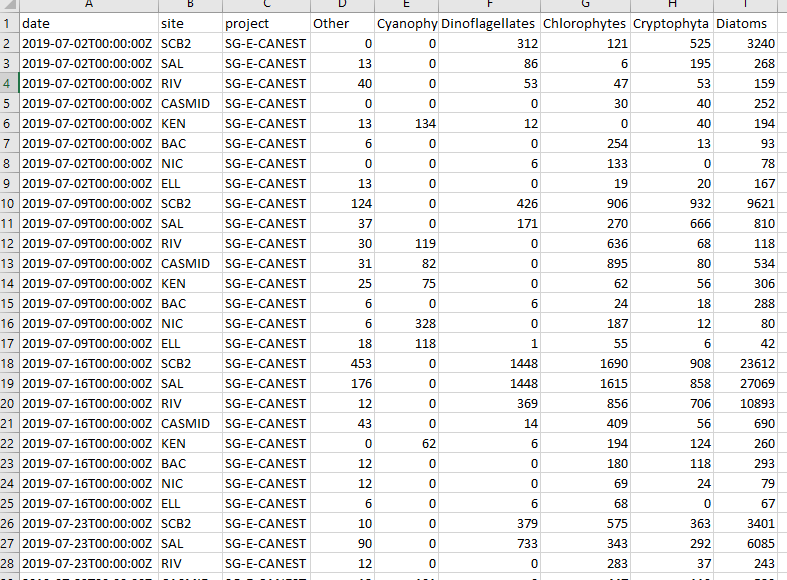 A B C D E F G H I
1 date site project Other Cyanophy Dinoflagellates Chlorophytes Cryptophyta Diatoms
2 2019-07-02T00:00:00Z SCB2 SG-E-CANEST 0 0 312 121 525 3240
3 2019-07-02T00:00:00Z SAL SG-E-CANEST 13 0 86 6 195 268
4 2019-07-02T00:00:00Z RIV SG-E-CANEST 40 0 53 47 53 159
5 2019-07-02T00:00:00Z CASMID SG-E-CANEST 0 0 0 30 40 252
6 2019-07-02T00:00:00Z KEN SG-E-CANEST 13 134 12 0 40 194
7 2019-07-02T00:00:00Z BAC SG-E-CANEST 6 0 0 254 13 93
8 2019-07-02T00:00:00Z NIC SG-E-CANEST 0 0 6 133 0 78
9 2019-07-02T00:00:00Z ELL SG-E-CANEST 13 0 0 19 20 167
10 2019-07-09T00:00:00Z SCB2 SG-E-CANEST 124 0 426 906 932 9621
11 2019-07-09T00:00:00Z SAL SG-E-CANEST 37 0 171 270 666 810
12 2019-07-09T00:00:00Z RIV SG-E-CANEST 30 119 0 636 68 118
13 2019-07-09T00:00:00Z CASMID SG-E-CANEST 31 82 0 895 80 534
14 2019-07-09T00:00:00Z KEN SG-E-CANEST 25 75 0 62 56 306
15 2019-07-09T00:00:00Z BAC SG-E-CANEST 6 0 6 24 18 288
16 2019-07-09T00:00:00Z NIC SG-E-CANEST 6 328 0 187 12 80
17 2019-07-09T00:00:00Z ELL SG-E-CANEST 18 118 1 55 6 42
18 2019-07-16T00:00:00Z SCB2 SG-E-CANEST 453 0 1448 1690 908 23612
19 2019-07-16T00:00:00Z SAL SG-E-CANEST 176 0 1448 1615 858 27069
20 2019-07-16T00:00:00Z RIV SG-E-CANEST 12 0 369 856 706 10893
21 2019-07-16T00:00:00Z CASMID SG-E-CANEST 43 0 14 409 56 690
22 2019-07-16T00:00:00Z KEN SG-E-CANEST 0 62 6 194 124 260
23 2019-07-16T00:00:00Z BAC SG-E-CANEST 12 0 0 180 118 293
24 2019-07-16T00:00:00Z NIC SG-E-CANEST 12 0 0 69 24 79
25 2019-07-16T00:00:00Z ELL SG-E-CANEST 6 0 6 68 0 67
26 2019-07-23T00:00:00Z SCB2 SG-E-CANEST 10 0 379 575 363 3401
27 2019-07-23T00:00:00Z SAL SG-E-CANEST 90 0 733 343 292 6085
28 2019-07-23T00:00:00Z RIV SG-E-CANEST 12 0 0 283 37 243